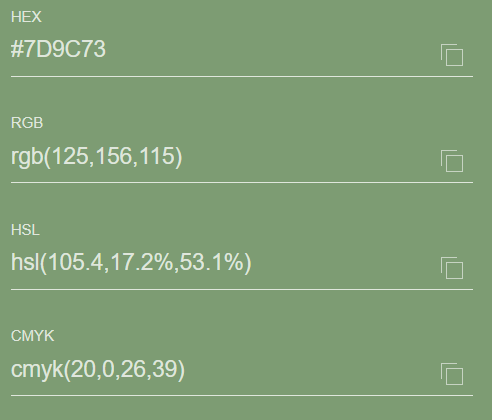 HEX
#7D9C73
RGB
rgb(125,156,115)
HSL
hsl(105.4,17.2%,53.1%)
CMYK
cmyk(20,0,26,39)